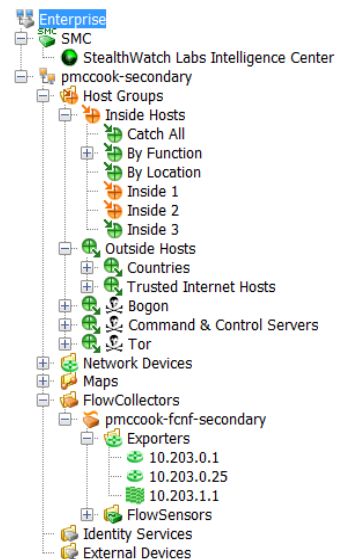 Enterprise
SMC
SMC
StealthWatch Labs Intelligence Center
pmccook-secondary
Host Groups
Inside Hosts
Catch All
By Function
By Location
Inside 1
Inside 2
Inside 3
Outside Hosts
Countries
Trusted Internet Hosts
Bogon
Command & Control Servers
Tor
Network Devices
Maps
FlowCollectors
pmccook-fcnf-secondary
Exporters
10.203.0.1
10.203.0.25
10.203.1.1
FlowSensors
Identity Services
External Devices